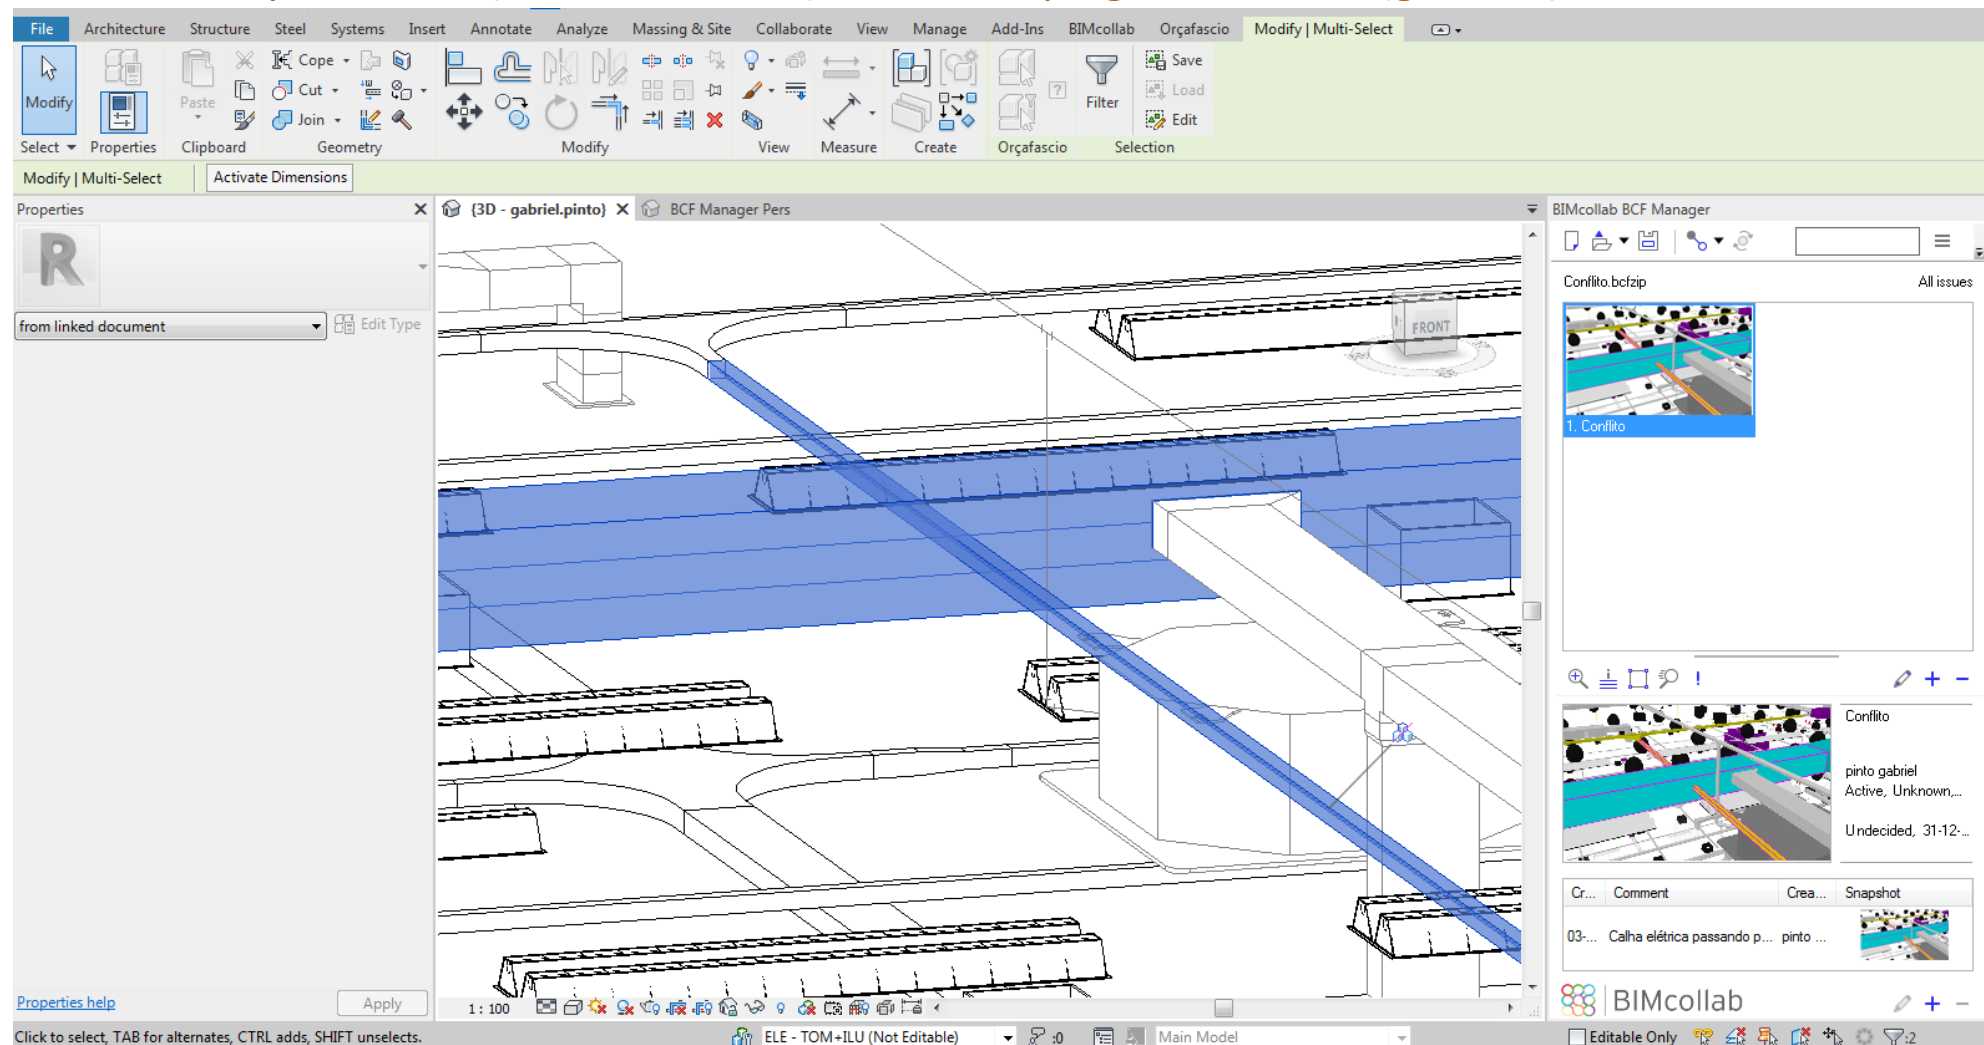 File Architecture Structure Steel Systems Insert Annotate Analyze Massing & Site Collaborate View Manage Add-Ins BIMcollab Orçafascio Modify | Multi-Select
Modify Paste Cope Cut Join Filter Save Load Edit
Select Properties Clipboard Geometry Modify View Measure Create Orçafascio Selection
Modify | Multi-Select Activate Dimensions
Properties
{3D - gabriel.pinto} BCF Manager Pers
BIMcollab BCF Manager
R
from linked document Edit Type
FRONT
Conflito.bcfzip All issues
1. Conflito
Conflito
pinto gabriel
Active, Unknown,...
Undecided, 31-12-...
Cr... Comment Crea... Snapshot
03-... Calha elétrica passando p... pinto ...
BIMcollab
Properties help Apply
1 : 100
Click to select, TAB for alternates, CTRL adds, SHIFT unselects.
ELE - TOM+ILU (Not Editable) :0 Main Model Editable Only :2